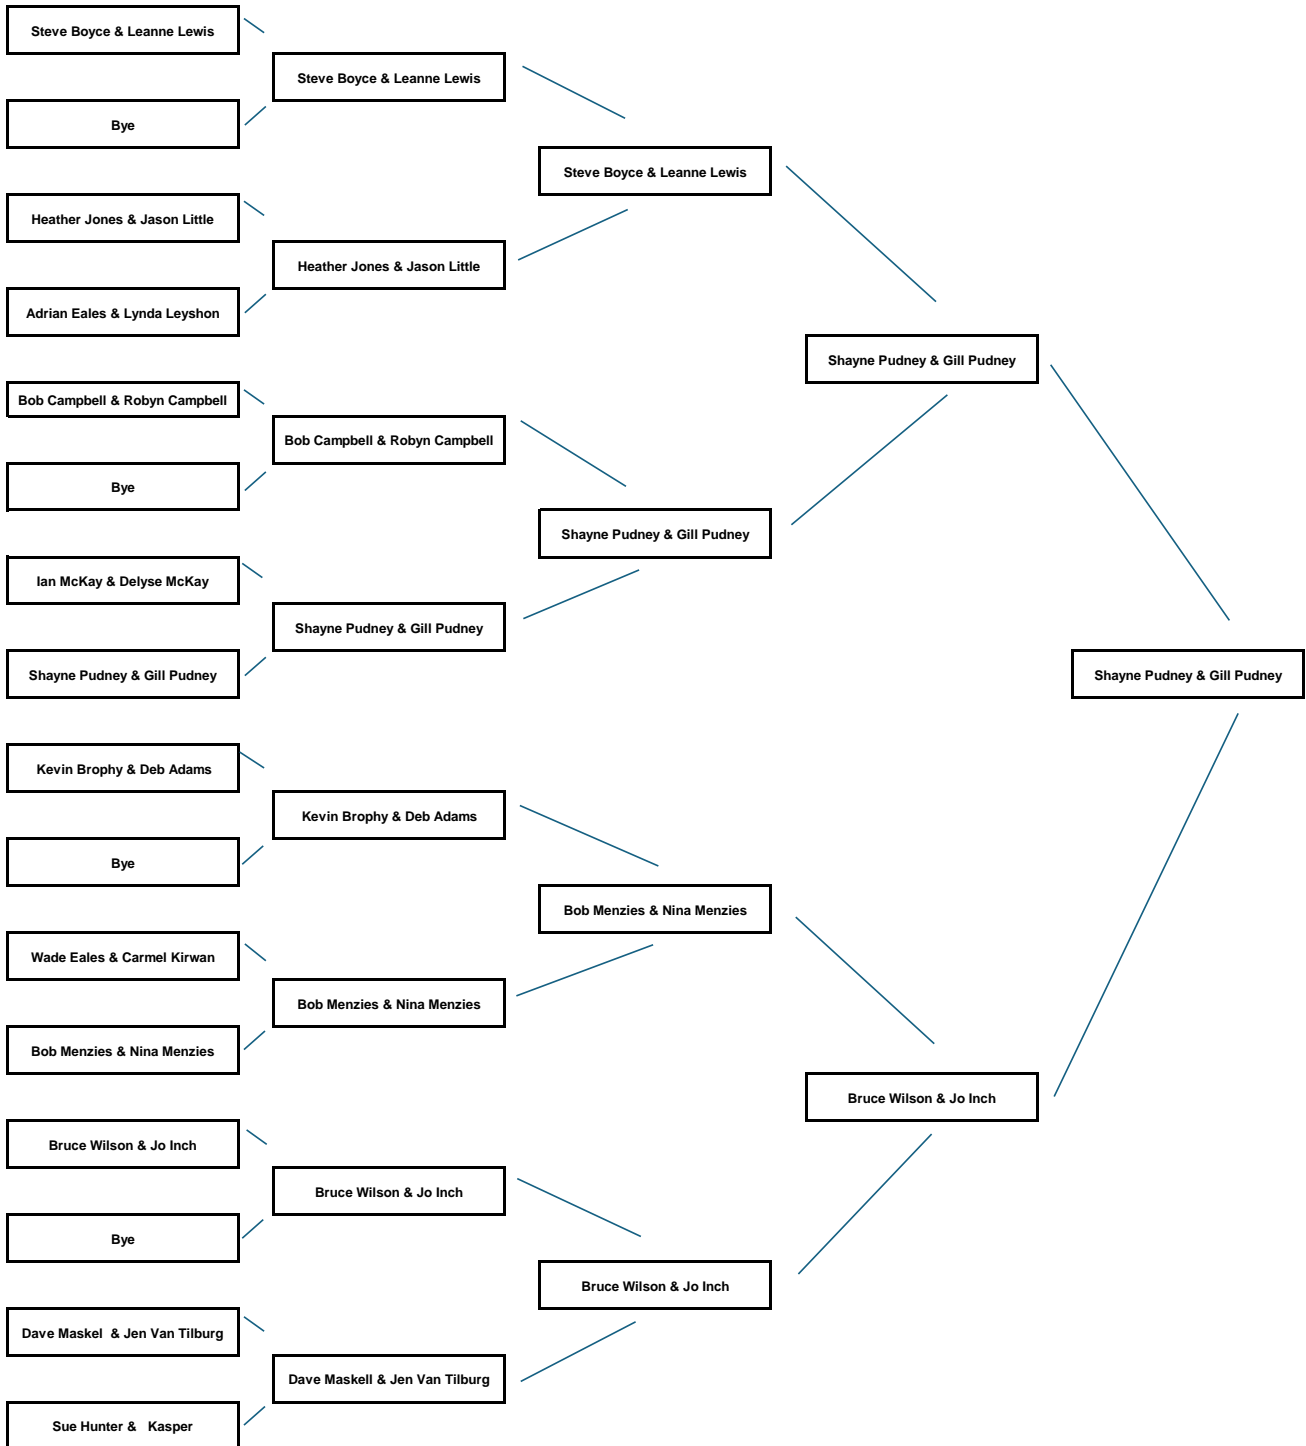 Steve Boyce & Leanne Lewis
Bye
Heather Jones & Jason Little
Adrian Eales & Lynda Leyshon
Bob Campbell & Robyn Campbell
Bye
Ian McKay & Delyse McKay
Shayne Pudney & Gill Pudney
Kevin Brophy & Deb Adams
Bye
Wade Eales & Carmel Kirwan
Bob Menzies & Nina Menzies
Bruce Wilson & Jo Inch
Bye
Dave Maskel  & Jen Van Tilburg
Sue Hunter &   Kasper
Steve Boyce & Leanne Lewis
Heather Jones & Jason Little
Bob Campbell & Robyn Campbell
Shayne Pudney & Gill Pudney
Kevin Brophy & Deb Adams
Bob Menzies & Nina Menzies
Bruce Wilson & Jo Inch
Dave Maskell & Jen Van Tilburg
Steve Boyce & Leanne Lewis
Shayne Pudney & Gill Pudney
Bob Menzies & Nina Menzies
Bruce Wilson & Jo Inch
Shayne Pudney & Gill Pudney
Bruce Wilson & Jo Inch
Shayne Pudney & Gill Pudney